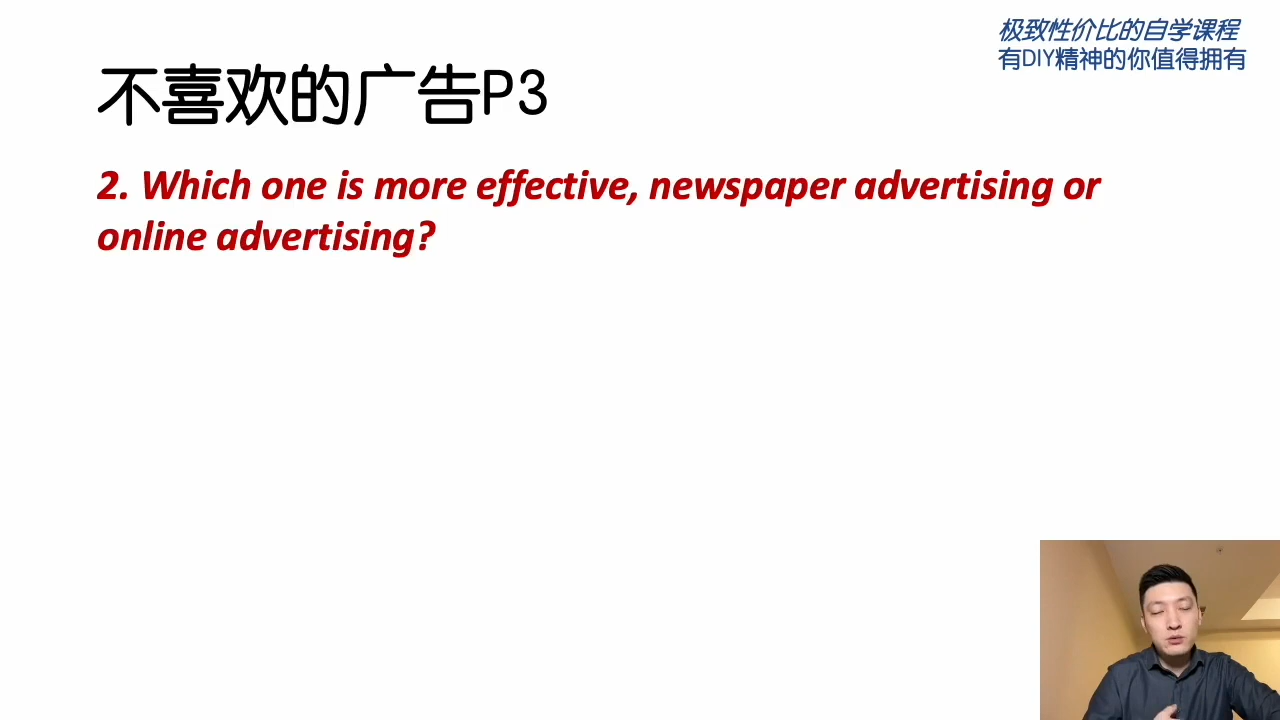 极致性价比的自学课程
有DIY精神的你值得拥有
不喜欢的广告P3
2. Which one is more effective, newspaper advertising or
online advertising?